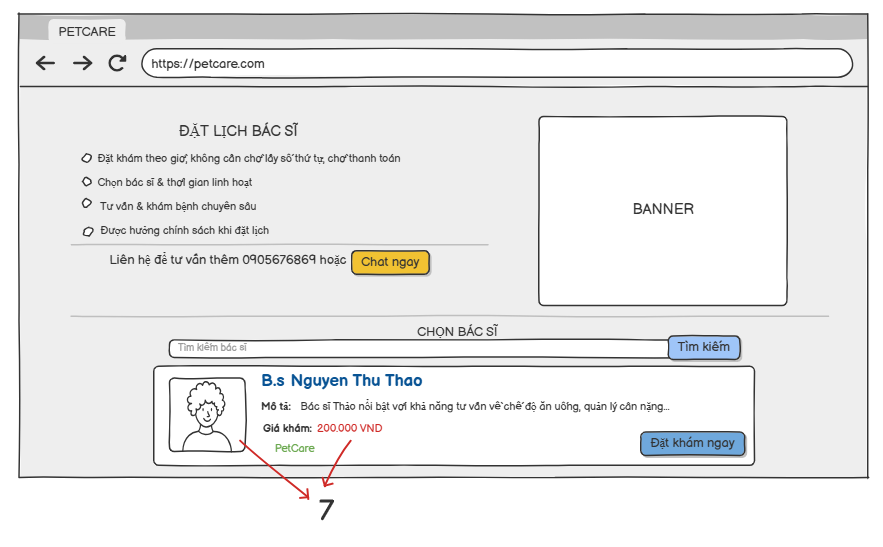 PETCARE
https://petcare.com
ĐẶT LỊCH BÁC SĨ
Đặt khám theo giờ, không cần chờ lấy số thứ tự, chờ thanh toán
Chọn bác sĩ & thời gian linh hoạt
Tư vấn & khám bệnh chuyên sâu
Được hưởng chính sách khi đặt lịch
Liên hệ để tư vấn thêm 0905676869 hoặc Chat ngay
BANNER
CHỌN BÁC SĨ
Tìm kiếm bác sĩ Tìm kiếm
B.s Nguyen Thu Thao
Mô tả: Bác sĩ Thảo nổi bật với khả năng tư vấn về chế độ ăn uống, quản lý cân nặng...
Giá khám: 200.000 VND
PetCare
Đặt khám ngay
7